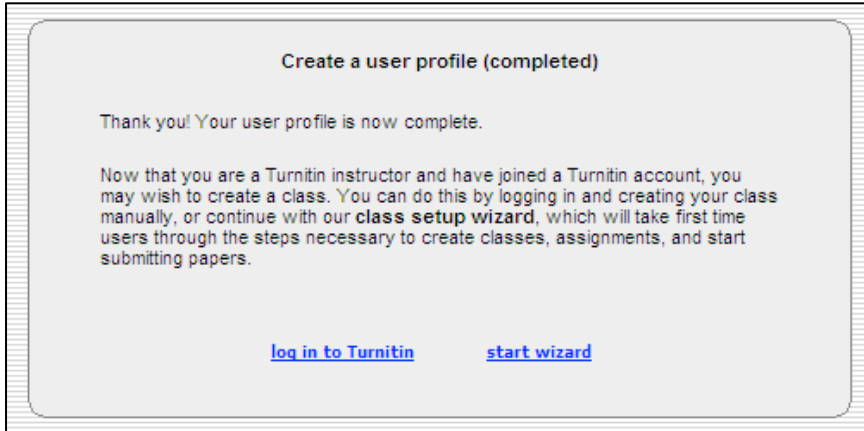 Create a user profile (completed)
Thank you! Your user profile is now complete.
Now that you are a Turnitin instructor and have joined a Turnitin account, you
may wish to create a class. You can do this by logging in and creating your class
manually, or continue with our class setup wizard, which will take first time
users through the steps necessary to create classes, assignments, and start
submitting papers.
log in to Turnitin start wizard